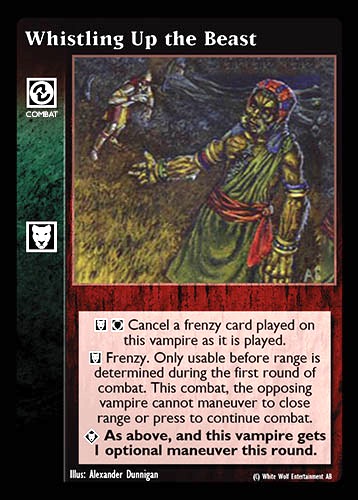 Whistling Up the Beast
COMBAT
AC
Cancel a frenzy card played on
this vampire as it is played.
Frenzy. Only usable before range is
determined during the first round of
combat. This combat, the opposing
vampire cannot maneuver to close
range or press to continue combat.
As above, and this vampire gets
1 optional maneuver this round.
Illus: Alexander Dunnigan
(C) White Wolf Entertainment AB